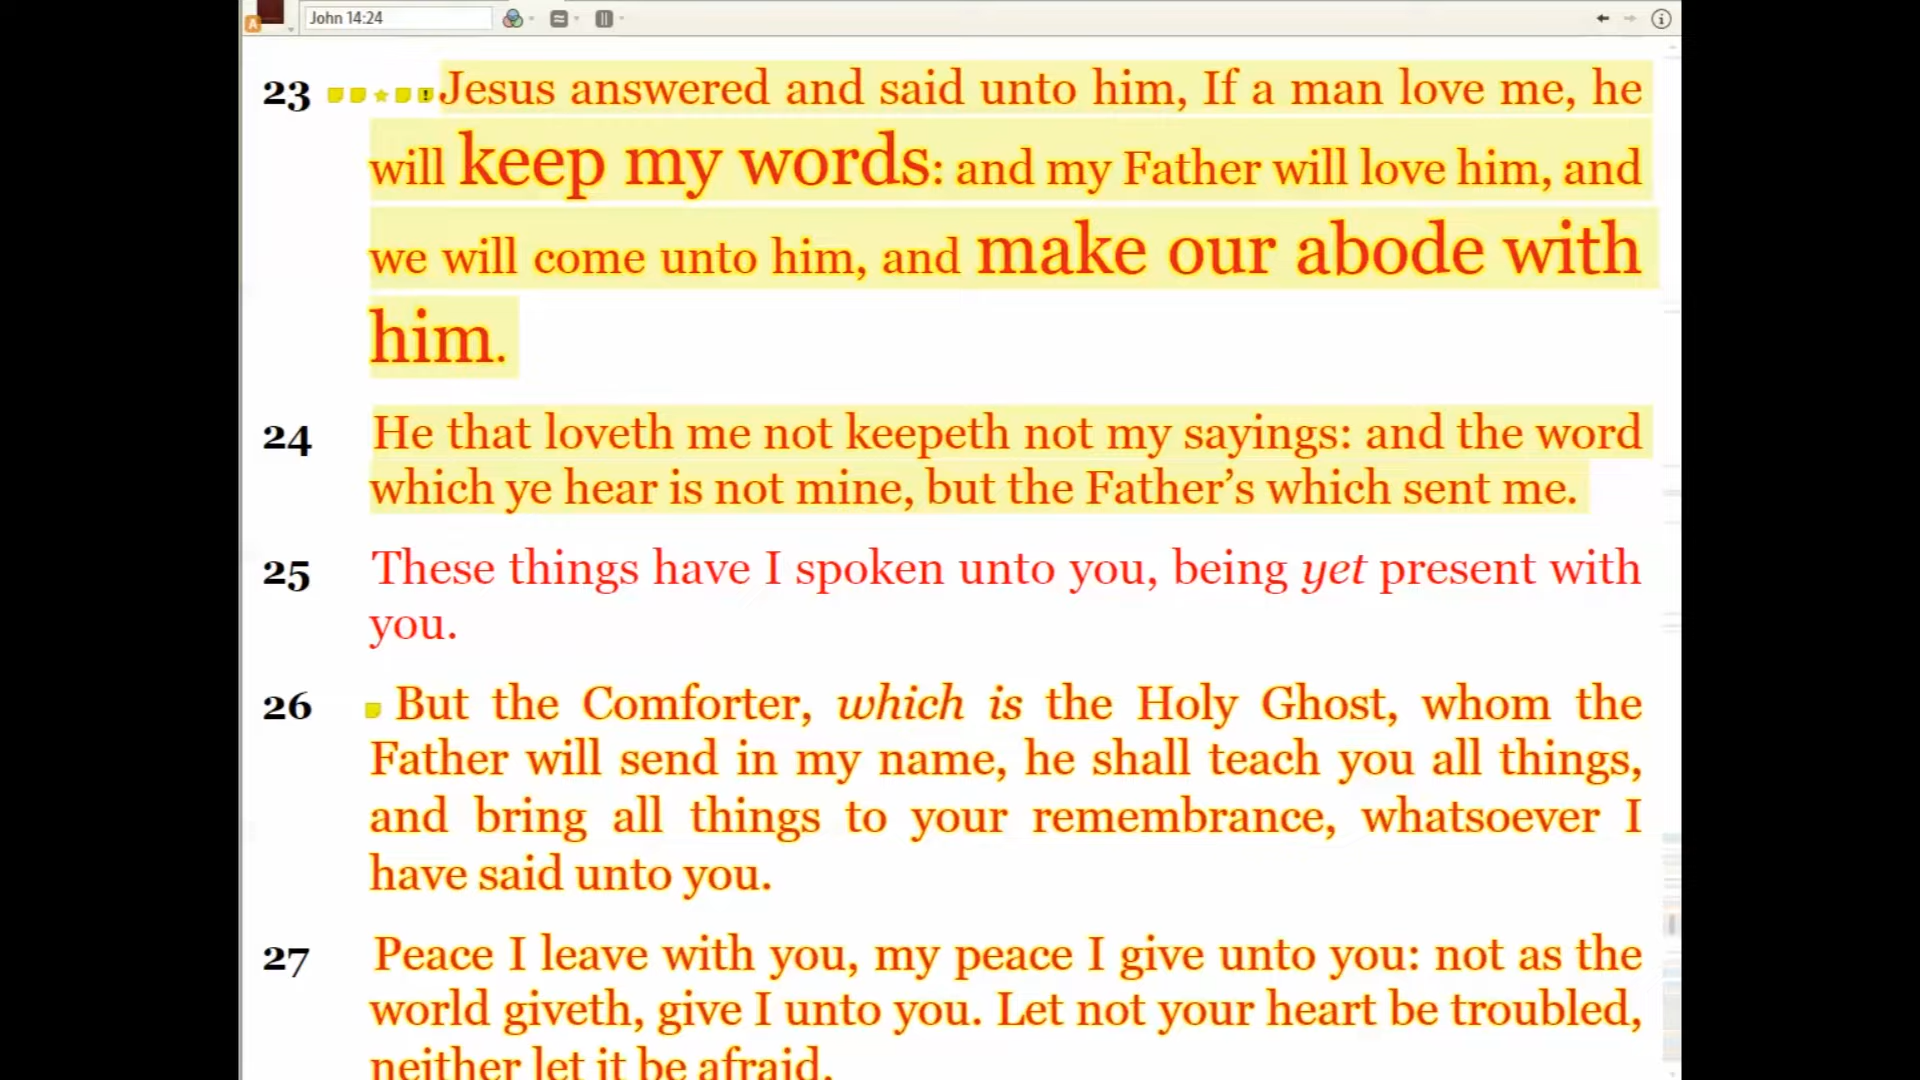 John 14:24
23 Jesus answered and said unto him, If a man love me, he
will keep my words: and my Father will love him, and
we will come unto him, and make our abode with
him.
24 He that loveth me not keepeth not my sayings: and the word
which ye hear is not mine, but the Father’s which sent me.
25 These things have I spoken unto you, being yet present with
you.
26 But the Comforter, which is the Holy Ghost, whom the
Father will send in my name, he shall teach you all things,
and bring all things to your remembrance, whatsoever I
have said unto you.
27 Peace I leave with you, my peace I give unto you: not as the
world giveth, give I unto you. Let not your heart be troubled,
neither let it be afraid.